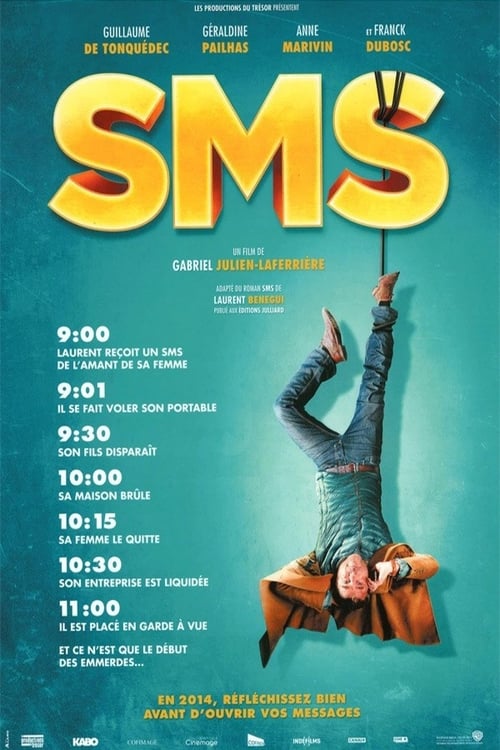 LES PRODUCTIONS DU TRÉSOR PRÉSENTENT
GUILLAUME
DE TONQUÉDEC
GÉRALDINE
PAILHAS
ANNE
MARIVIN
ET FRANCK
DUBOSC
SMS
UN FILM DE
GABRIEL JULIEN-LAFERRIÈRE
ADAPTÉ DU ROMAN SMS DE
LAURENT BENEGUI
PUBLIÉ AUX ÉDITIONS JULLIARD
9:00
LAURENT REÇOIT UN SMS
DE L'AMANT DE SA FEMME
9:01
IL SE FAIT VOLER SON PORTABLE
9:30
SON FILS DISPARAÎT
10:00
SA MAISON BRÛLE
10:15
SA FEMME LE QUITTE
10:30
SON ENTREPRISE EST LIQUIDÉE
11:00
IL EST PLACÉ EN GARDE À VUE
ET CE N'EST QUE LE DÉBUT
DES EMMERDES...
EN 2014, RÉFLÉCHISSEZ BIEN
AVANT D'OUVRIR VOS MESSAGES
KABO
COFIMAGE
Cinémage
INDÉFILMS